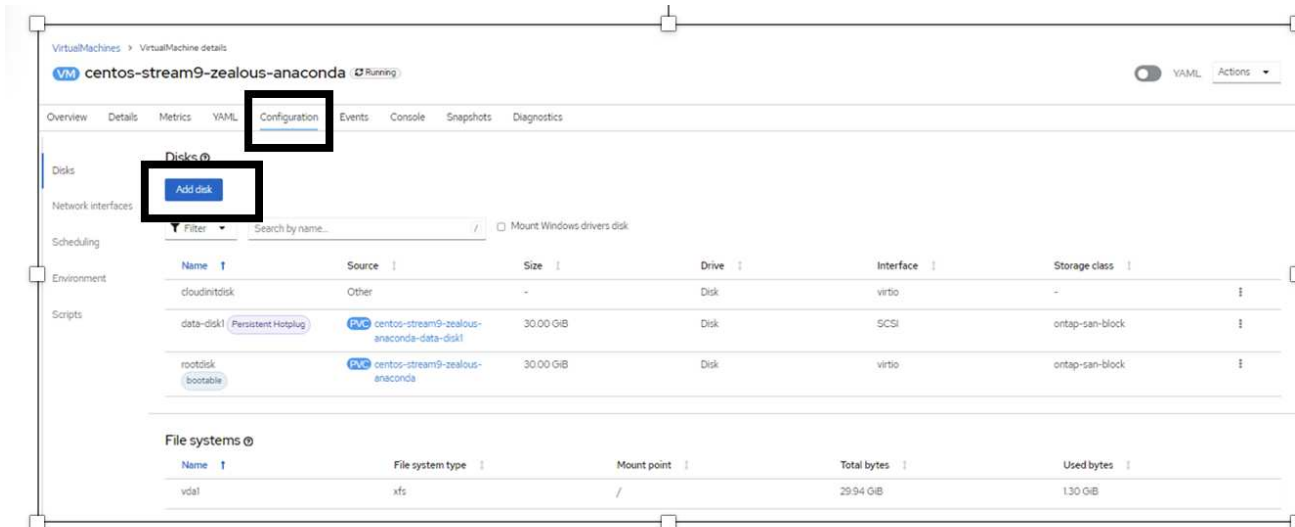 VirtualMachines > VirtualMachine details
VM centos-stream9-zealous-anaconda Running
YAML Actions
Overview Details Metrics YAML Configuration Events Console Snapshots Diagnostics
Disks
Network interfaces
Scheduling
Environment
Scripts
Disks
Add disk
Filter Search by name... / Mount Windows drivers disk
Name Source Size Drive Interface Storage class
cloudinitdisk Other - Disk virtio -
data-disk1 Persistent Hotplug PVC centos-stream9-zealous- 30.00 GiB Disk SCSI ontap-san-block
anaconda-data-disk1
rootdisk PVC centos-stream9-zealous- 30.00 GiB Disk virtio ontap-san-block
bootable anaconda
File systems
Name File system type Mount point Total bytes Used bytes
vda1 xfs / 29.94 GiB 1.30 GiB